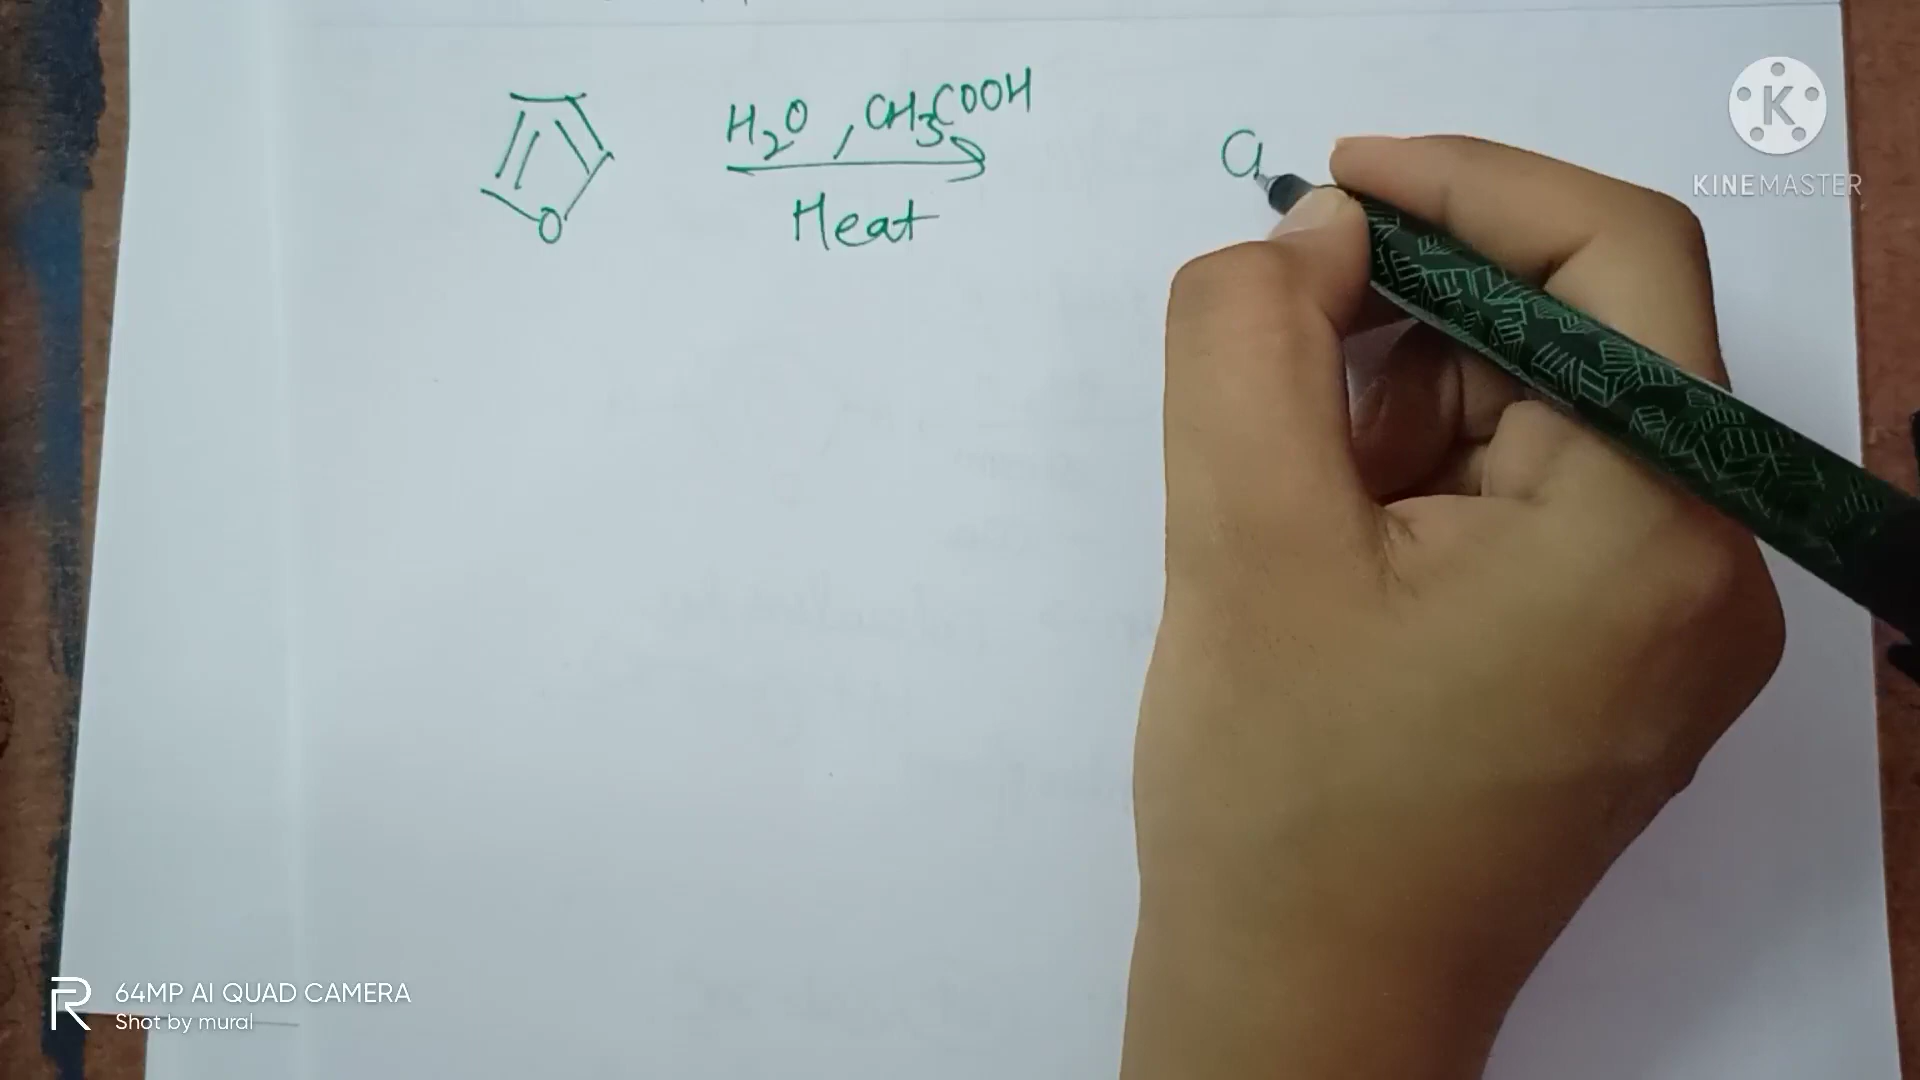 H2O, CH3COOH
Heat
O
K
KINEMASTER
R 64MP AI QUAD CAMERA
Shot by mural